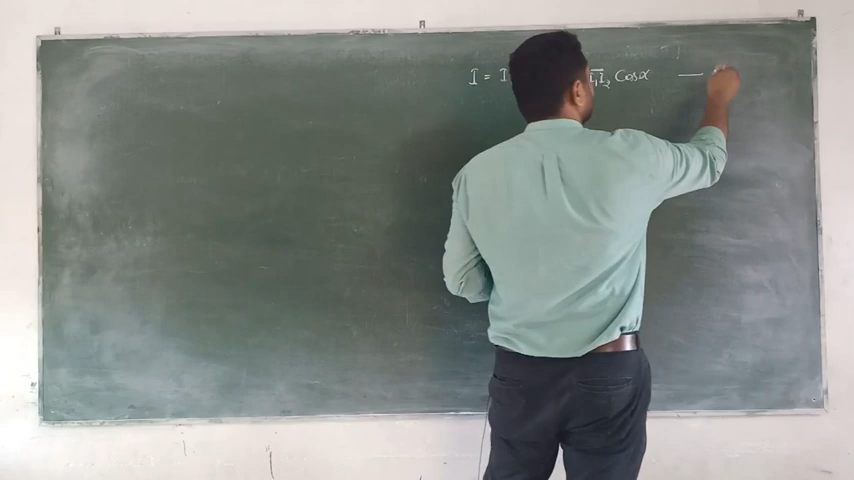 I = I I₁I₂ Cosα —